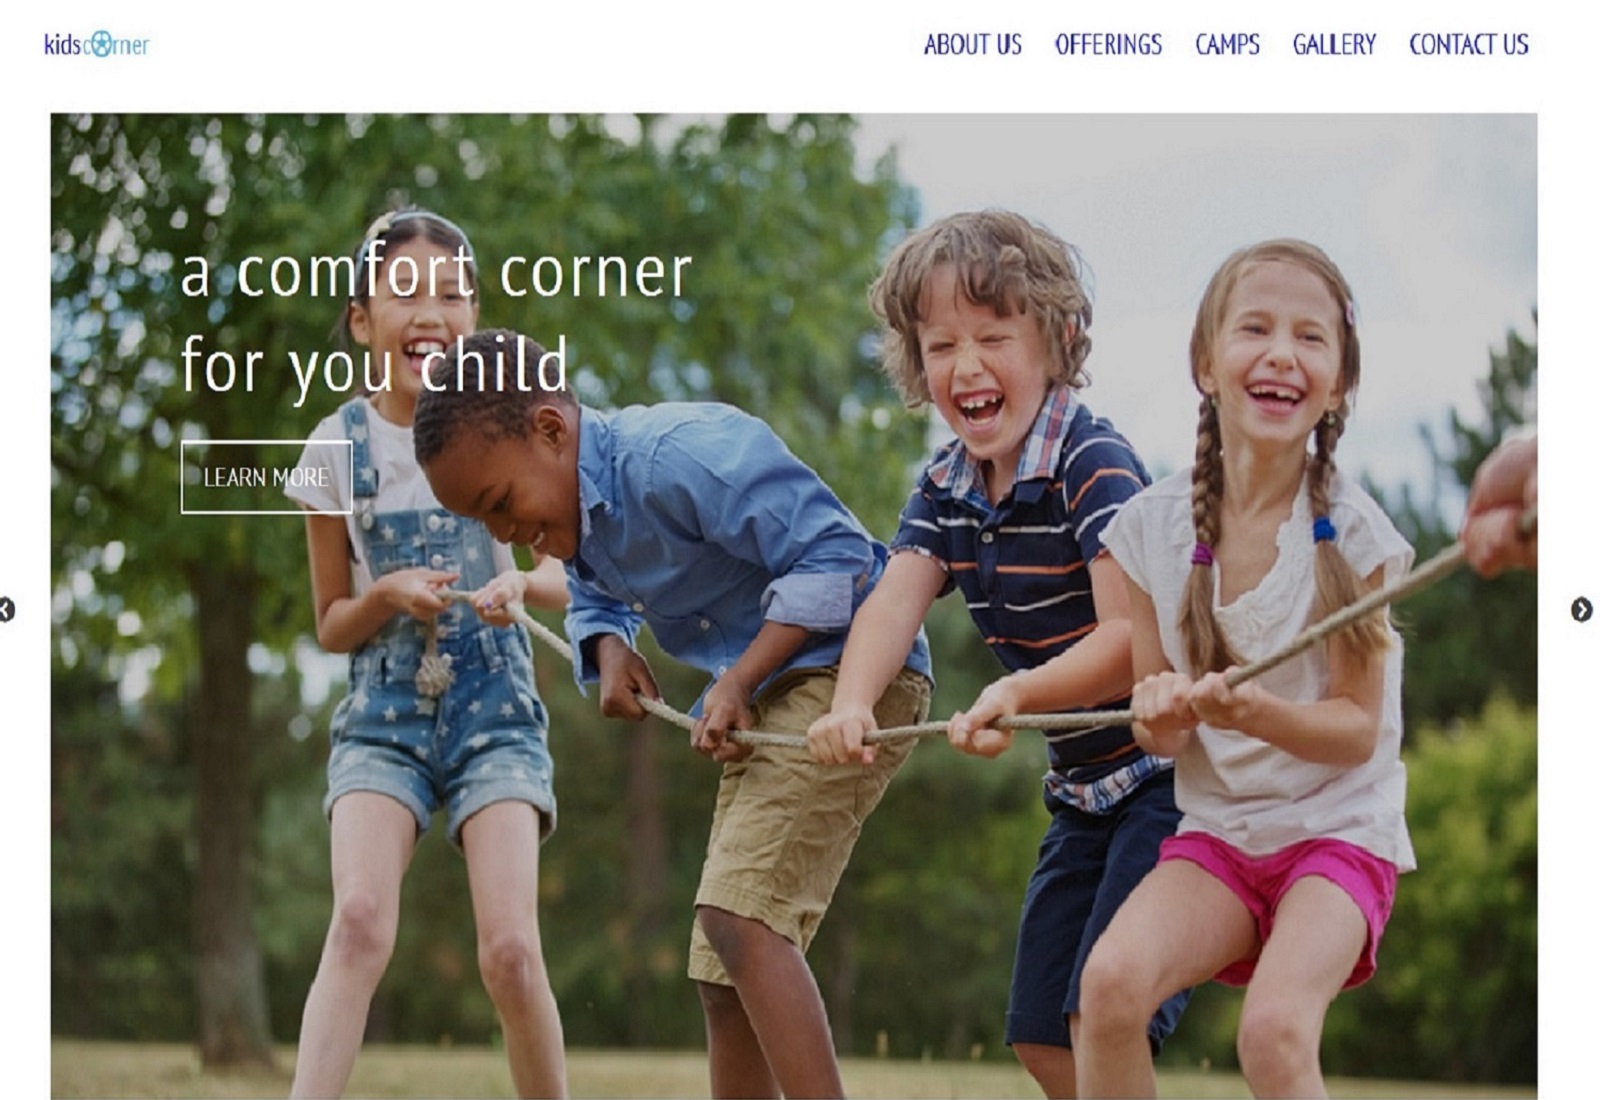 kidscorner
ABOUT US OFFERINGS CAMPS GALLERY CONTACT US
a comfort corner
for you child
LEARN MORE